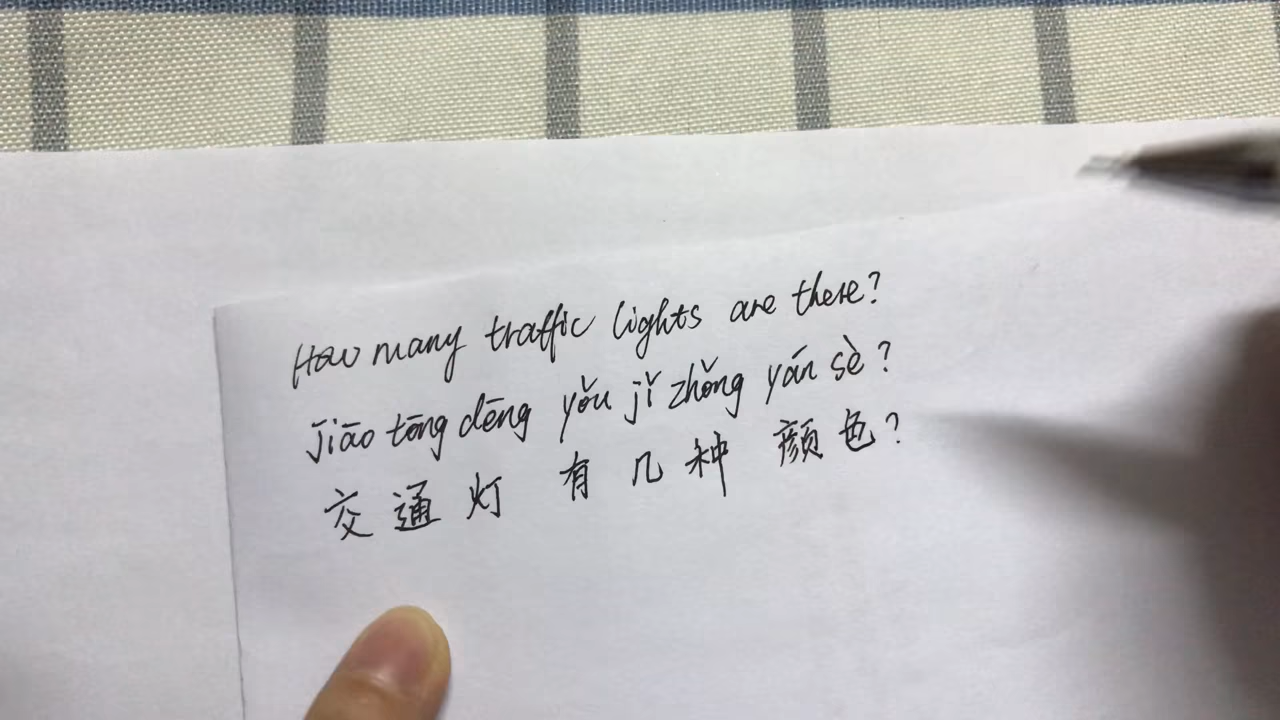 How many traffic lights are there?
jiāo tōng dēng yǒu jǐ zhǒng yán sè?
交通灯 有几种 颜色?